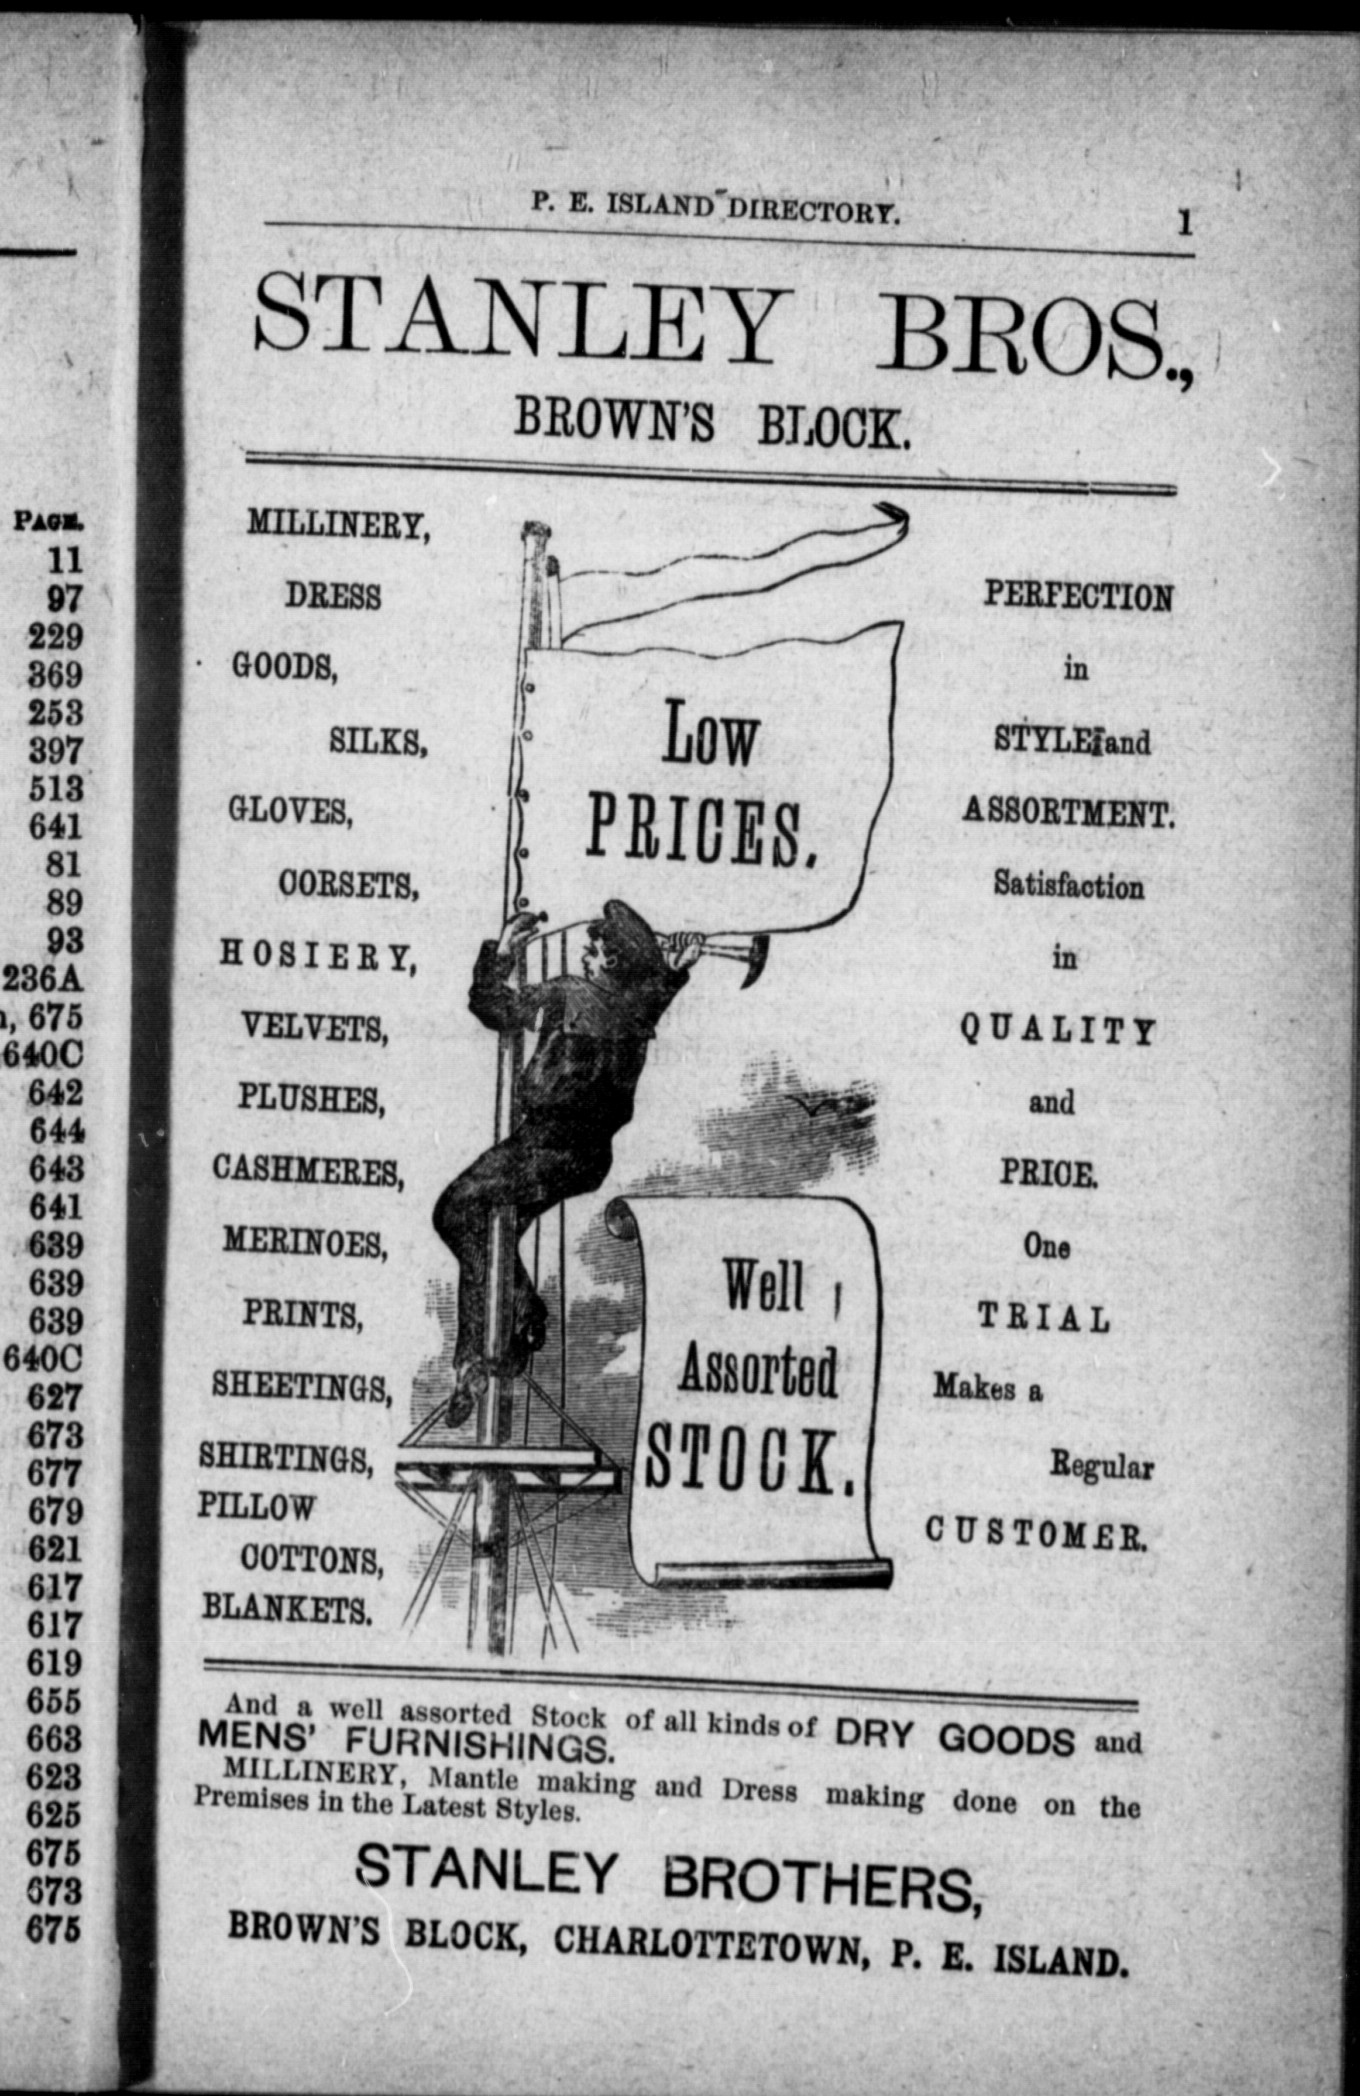 PAGE.
11
97
229
369
253
397
513
641
81
89
93
236A
, 675
640C
642
644
643
641
639
639
639
640C
627
673
677
679
621
617
617
619
655
663
623
625
675
673
675
P. E. ISLAND DIRECTORY. 1
STANLEY BROS.,
BROWN'S BLOCK.
MILLINERY,
DRESS
GOODS,
SILKS,
GLOVES,
CORSETS,
HOSIERY,
VELVETS,
PLUSHES,
CASHMERES,
MERINOES,
PRINTS,
SHEETINGS,
SHIRTINGS,
PILLOW
COTTONS,
BLANKETS.
LOW
PRICES.
Well
Assorted
STOCK.
PERFECTION
in
STYLE and
ASSORTMENT.
Satisfaction
in
QUALITY
and
PRICE.
One
TRIAL
Makes a
Regular
CUSTOMER.
And a well assorted Stock of all kinds of DRY GOODS and
MENS' FURNISHINGS.
MILLINERY, Mantle making and Dress making done on the
Premises in the Latest Styles.
STANLEY BROTHERS,
BROWN'S BLOCK, CHARLOTTETOWN, P. E. ISLAND.